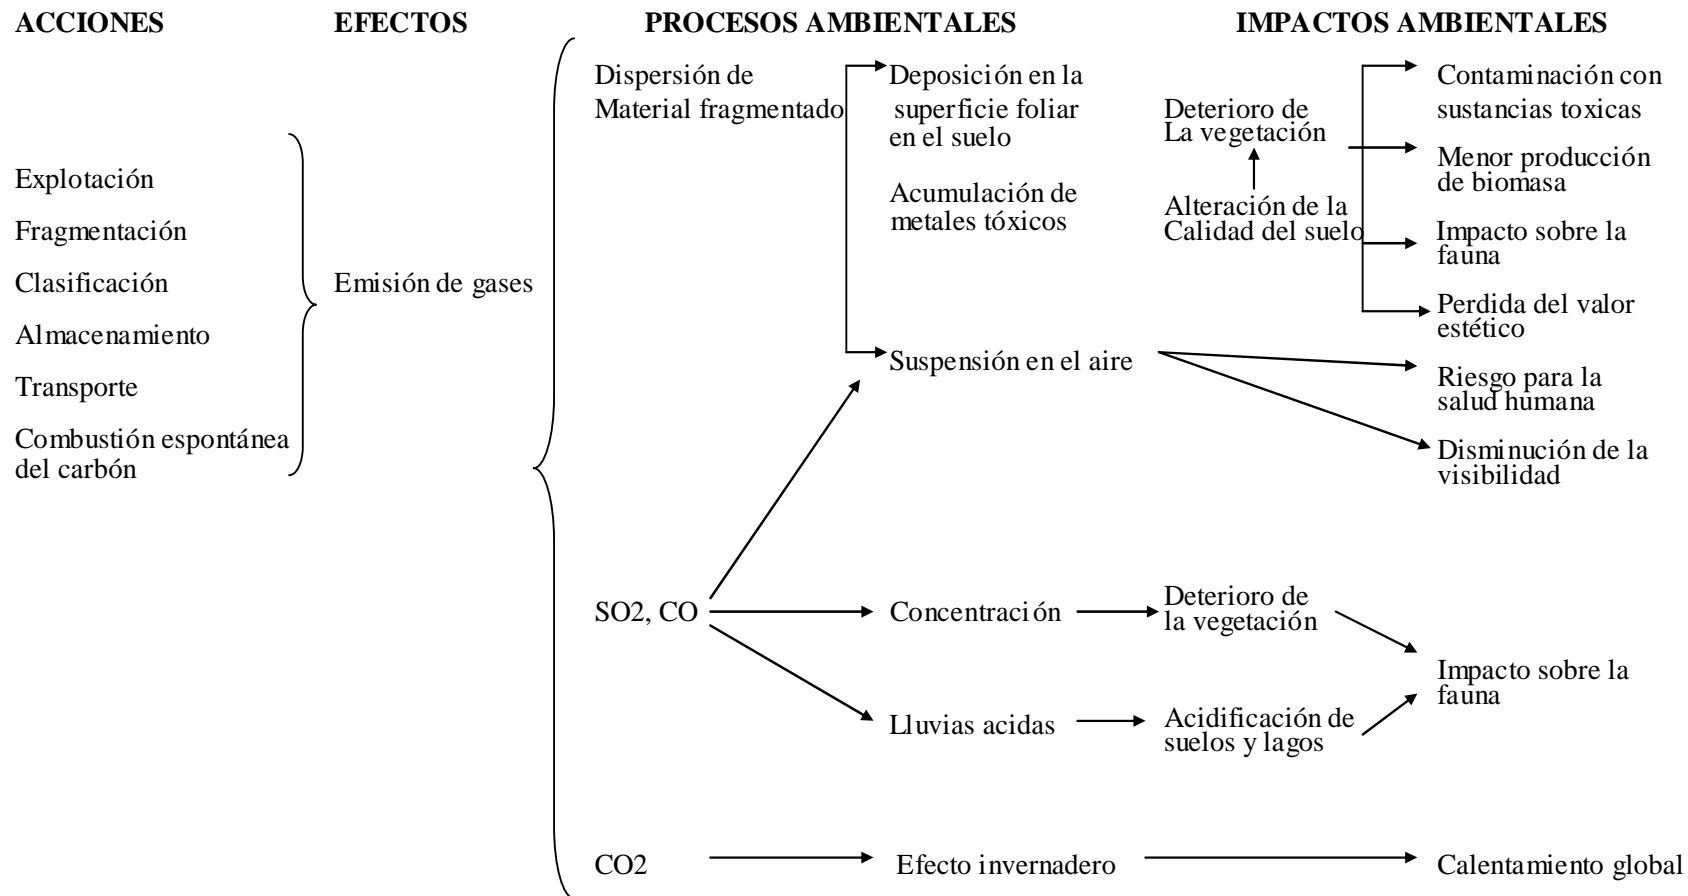 ACCIONES
EFECTOS
PROCESOS AMBIENTALES
IMPACTOS AMBIENTALES
Explotación
Fragmentación
Clasificación
Almacenamiento
Transporte
Combustión espontánea
del carbón
Emisión de gases
Dispersión de
Material fragmentado
Deposición en la
superficie foliar
en el suelo
Acumulación de
metales tóxicos
Suspensión en el aire
Deterioro de
La vegetación
Alteración de la
Calidad del suelo
Contaminación con
sustancias toxicas
Menor producción
de biomasa
Impacto sobre la
fauna
Perdida del valor
estético
Riesgo para la
salud humana
Disminución de la
visibilidad
SO2, CO
Concentración
Deterioro de
la vegetación
Lluvias acidas
Acidificación de
suelos y lagos
Impacto sobre la
fauna
CO2
Efecto invernadero
Calentamiento global